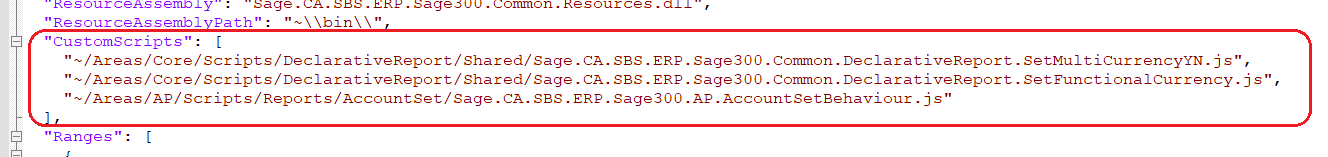 "ResourceAssembly": "Sage.CA.SBS.ERP.Sage300.Common.Resources.dll",
"ResourceAssemblyPath": "~\\bin\\",
"CustomScripts": [
"~/Areas/Core/Scripts/DeclarativeReport/Shared/Sage.CA.SBS.ERP.Sage300.Common.DeclarativeReport.SetMultiCurrencyYN.js",
"~/Areas/Core/Scripts/DeclarativeReport/Shared/Sage.CA.SBS.ERP.Sage300.Common.DeclarativeReport.SetFunctionalCurrency.js",
"~/Areas/AP/Scripts/Reports/AccountSet/Sage.CA.SBS.ERP.Sage300.AP.AccountSetBehaviour.js"
],
"Ranges": [
{